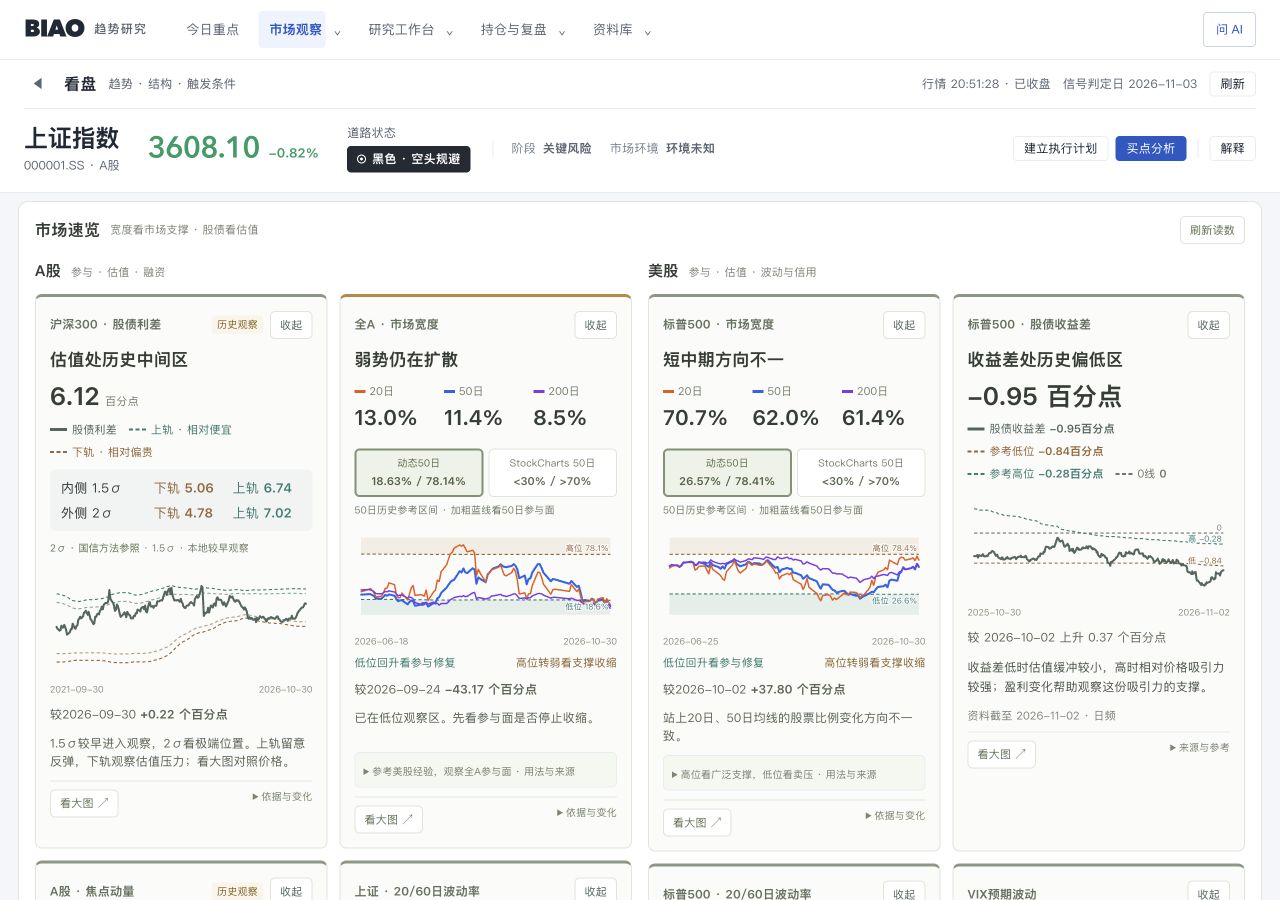 BIAO 趋势研究 今日重点 市场观察 研究工作台 持仓与复盘 资料库 问 AI
看盘 趋势 · 结构 · 触发条件 行情 20:51:28 · 已收盘 信号判定日 2026-11-03 刷新
上证指数
000001.SS · A股
3608.10 -0.82%
道路状态
黑色 · 空头规避
阶段 关键风险 市场环境 环境未知
建立执行计划 买点分析 解释
市场速览 宽度看市场支撑 · 股债看估值 刷新读数
A股 参与 · 估值 · 融资
沪深300 · 股债利差 历史观察 收起
估值处历史中间区
6.12 百分点
股债利差 上轨 · 相对便宜
下轨 · 相对偏贵
内侧 1.5σ 下轨 5.06 上轨 6.74
外侧 2σ 下轨 4.78 上轨 7.02
2σ · 国信方法参照 · 1.5σ · 本地较早观察
2021-09-30 2026-10-30
较2026-09-30 +0.22 个百分点
1.5σ较早进入观察，2σ看极端位置。上轨留意
反弹，下轨观察估值压力；看大图对照价格。
看大图 ↗ ▶ 依据与变化
全A · 市场宽度 收起
弱势仍在扩散
20日 50日 200日
13.0% 11.4% 8.5%
动态50日
18.63% / 78.14%
StockCharts 50日
<30% / >70%
50日历史参考区间 · 加粗蓝线看50日参与面
高位 78.1%
低位 18.6%
2026-06-18 2026-10-30
低位回升看参与修复 高位转弱看支撑收缩
较2026-09-24 -43.17 个百分点
已在低位观察区。先看参与面是否停止收缩。
▶ 参考美股经验，观察全A参与面 · 用法与来源
看大图 ↗ ▶ 依据与变化
美股 参与 · 估值 · 波动与信用
标普500 · 市场宽度 收起
短中期方向不一
20日 50日 200日
70.7% 62.0% 61.4%
动态50日
26.57% / 78.41%
StockCharts 50日
<30% / >70%
50日历史参考区间 · 加粗蓝线看50日参与面
高位 78.4%
低位 26.6%
2026-06-25 2026-10-30
低位回升看参与修复 高位转弱看支撑收缩
较2026-10-02 +37.80 个百分点
站上20日、50日均线的股票比例变化方向不一
致。
▶ 高位看广泛支撑，低位看卖压 · 用法与来源
看大图 ↗ ▶ 依据与变化
标普500 · 股债收益差 收起
收益差处历史偏低区
-0.95 百分点
股债收益差 -0.95百分点
参考低位 -0.84百分点
参考高位 -0.28百分点 0线 0
0
高 -0.28
低 -0.84
2025-10-30 2026-11-02
较 2026-10-02 上升 0.37 个百分点
收益差低时估值缓冲较小，高时相对价格吸引力
较强；盈利变化帮助观察这份吸引力的支撑。
资料截至 2026-11-02 · 日频
看大图 ↗ ▶ 来源与参考
A股 · 焦点动量 历史观察 收起
上证 · 20/60日波动率 收起
标普500 · 20/60日波动率 收起
VIX预期波动 收起